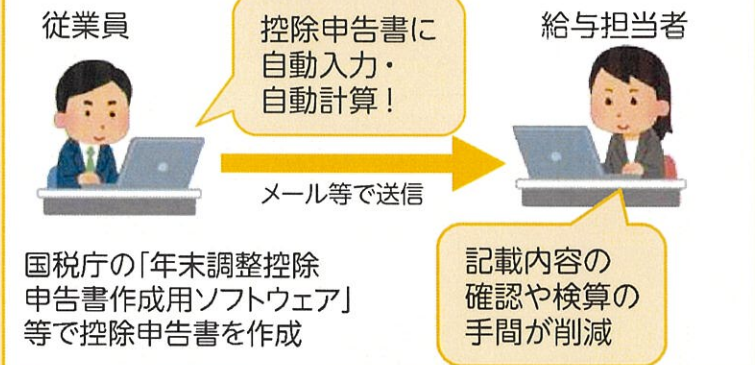 従業員
控除申告書に
自動入力・
自動計算！
給与担当者
メール等で送信
国税庁の「年末調整控除
申告書作成用ソフトウェア」
等で控除申告書を作成
記載内容の
確認や検算の
手間が削減